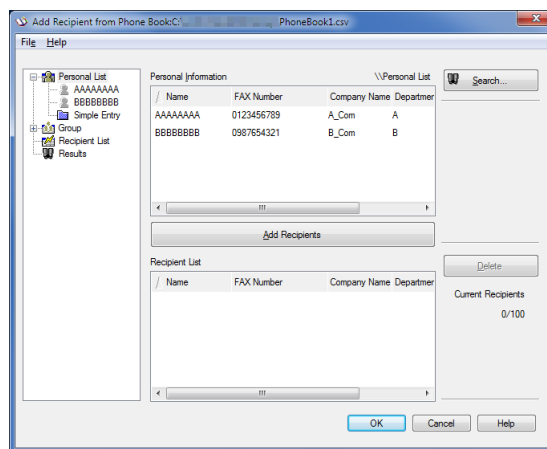 Add Recipient from Phone Book:C:\ PhoneBook1.csv
File Help
Personal List
AAAAAAAA
BBBBBBBB
Simple Entry
Group
Recipient List
Results
Personal Information \\Personal List
/ Name FAX Number Company Name Departmer
AAAAAAAA 0123456789 A_Com A
BBBBBBBB 0987654321 B_Com B
Search...
Add Recipients
Recipient List
/ Name FAX Number Company Name Departmer
Delete
Current Recipients
0/100
OK Cancel Help